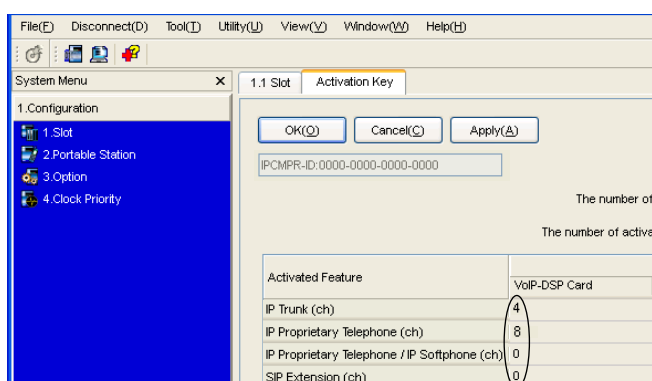 File(F) Disconnect(D) Tool(T) Utility(U) View(V) Window(W) Help(H)
System Menu X
1.1 Slot Activation Key
1.Configuration
1.Slot
2.Portable Station
3.Option
4.Clock Priority
OK(O) Cancel(C) Apply(A)
IPCMPR-ID:0000-0000-0000-0000
The number of
The number of activa
Activated Feature
VoIP-DSP Card
IP Trunk (ch) 4
IP Proprietary Telephone (ch) 8
IP Proprietary Telephone / IP Softphone (ch) 0
SIP Extension (ch) 0